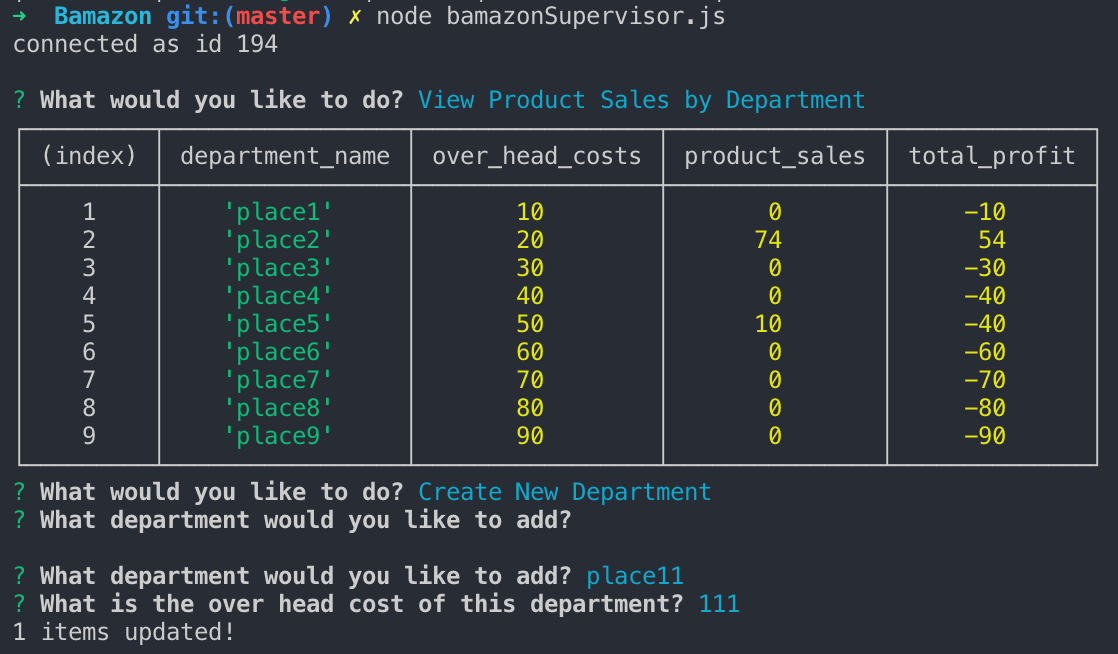 → Bamazon git:(master) ✗ node bamazonSupervisor.js
connected as id 194
? What would you like to do? View Product Sales by Department
(index) department_name over_head_costs product_sales total_profit
1 'place1' 10 0 -10
2 'place2' 20 74 54
3 'place3' 30 0 -30
4 'place4' 40 0 -40
5 'place5' 50 10 -40
6 'place6' 60 0 -60
7 'place7' 70 0 -70
8 'place8' 80 0 -80
9 'place9' 90 0 -90
? What would you like to do? Create New Department
? What department would you like to add?
? What department would you like to add? place11
? What is the over head cost of this department? 111
1 items updated!